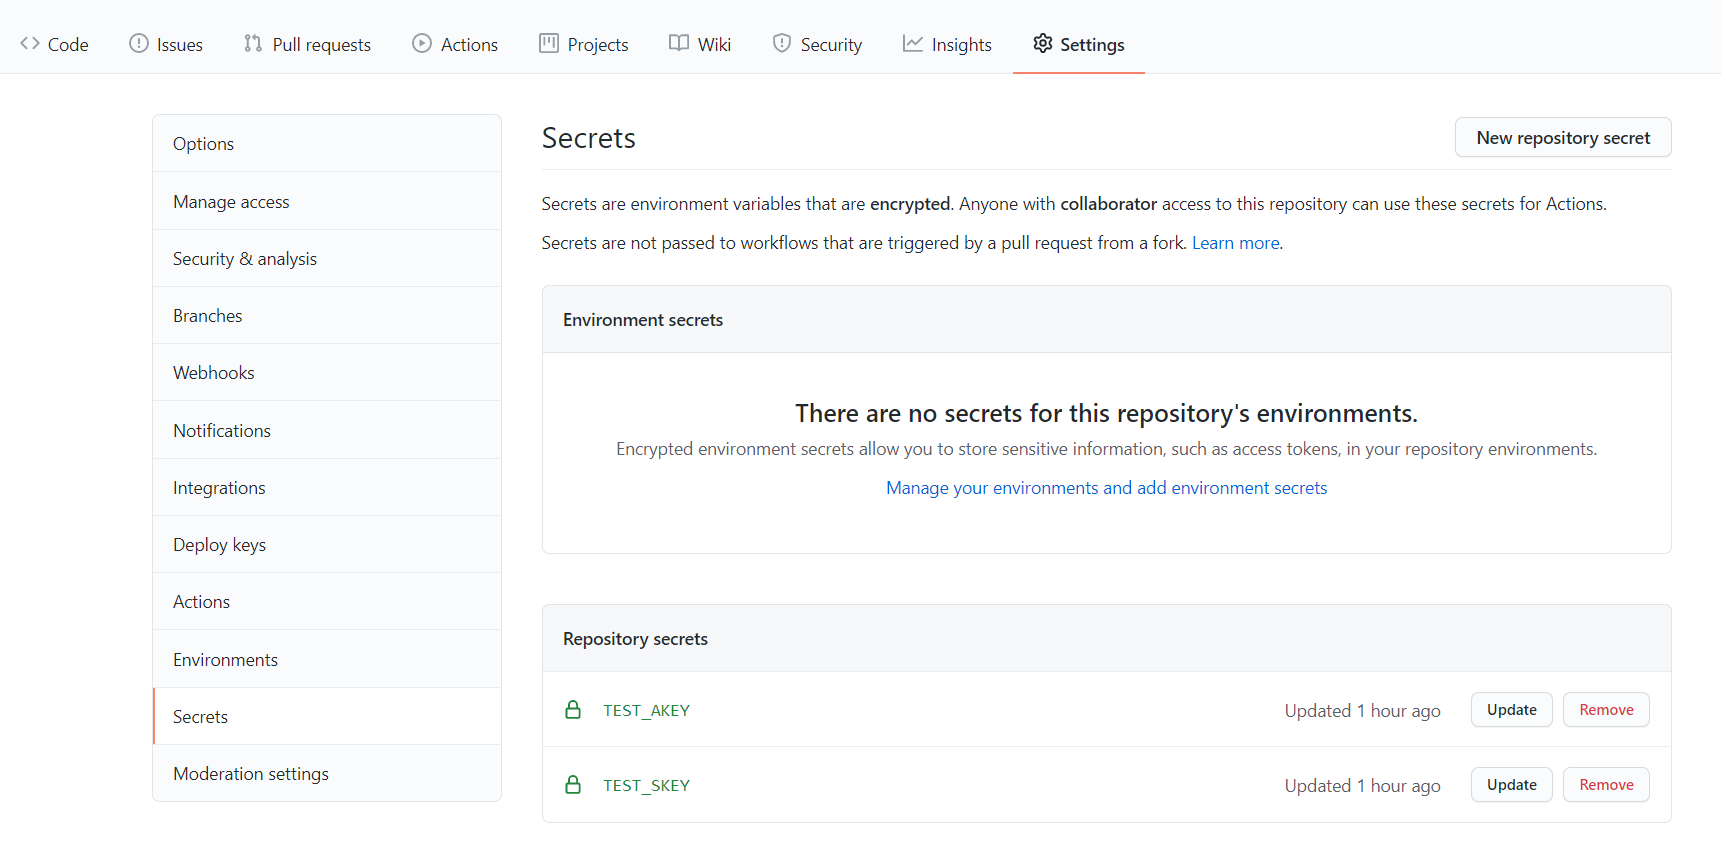 Code Issues Pull requests Actions Projects Wiki Security Insights Settings
Options
Manage access
Security & analysis
Branches
Webhooks
Notifications
Integrations
Deploy keys
Actions
Environments
Secrets
Moderation settings
Secrets New repository secret
Secrets are environment variables that are encrypted. Anyone with collaborator access to this repository can use these secrets for Actions.
Secrets are not passed to workflows that are triggered by a pull request from a fork. Learn more.
Environment secrets
There are no secrets for this repository's environments.
Encrypted environment secrets allow you to store sensitive information, such as access tokens, in your repository environments.
Manage your environments and add environment secrets
Repository secrets
TEST_AKEY Updated 1 hour ago Update Remove
TEST_SKEY Updated 1 hour ago Update Remove